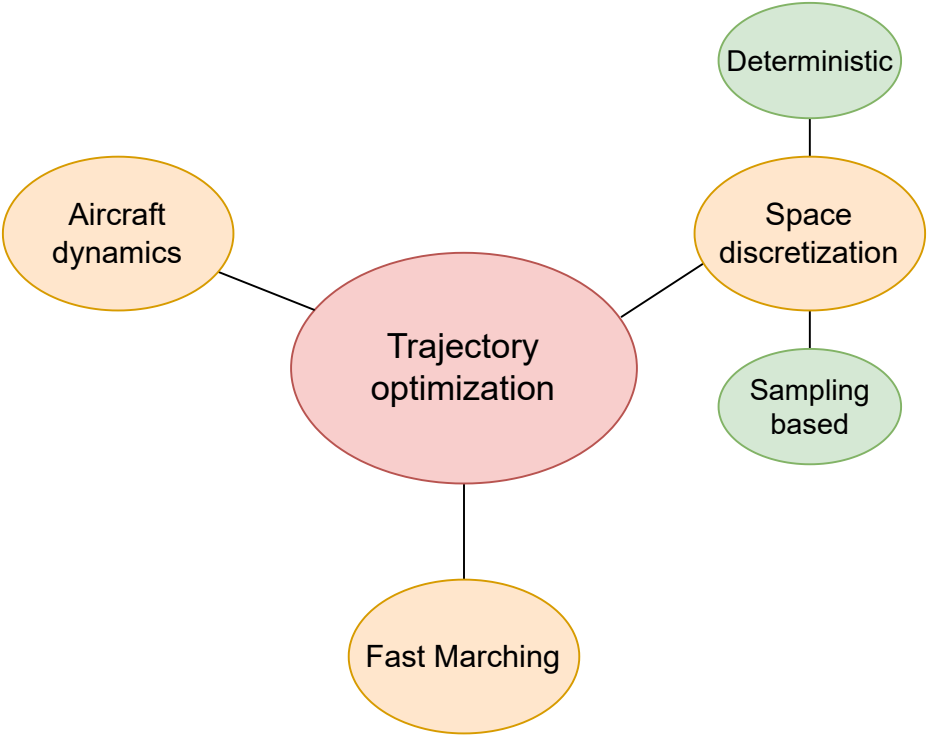 Deterministic
Aircraft
dynamics
Space
discretization
Trajectory
optimization
Sampling
based
Fast Marching